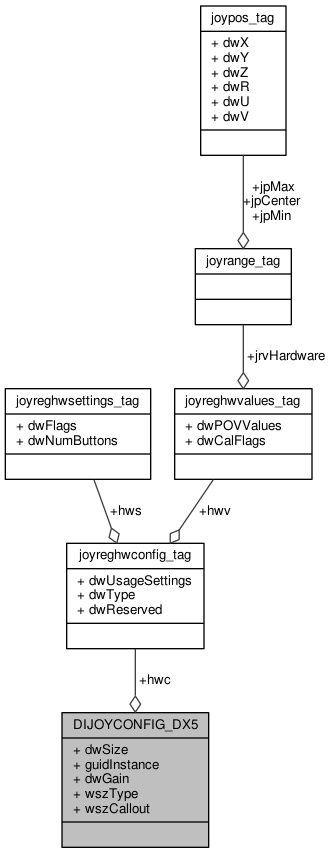 joypos_tag
+ dwX
+ dwY
+ dwZ
+ dwR
+ dwU
+ dwV
+jpMax
+jpCenter
+jpMin
joyrange_tag
+jrvHardware
joyreghwsettings_tag
+ dwFlags
+ dwNumButtons
joyreghwvalues_tag
+ dwPOVValues
+ dwCalFlags
+hws
+hwv
joyreghwconfig_tag
+ dwUsageSettings
+ dwType
+ dwReserved
+hwc
DIJOYCONFIG_DX5
+ dwSize
+ guidInstance
+ dwGain
+ wszType
+ wszCallout